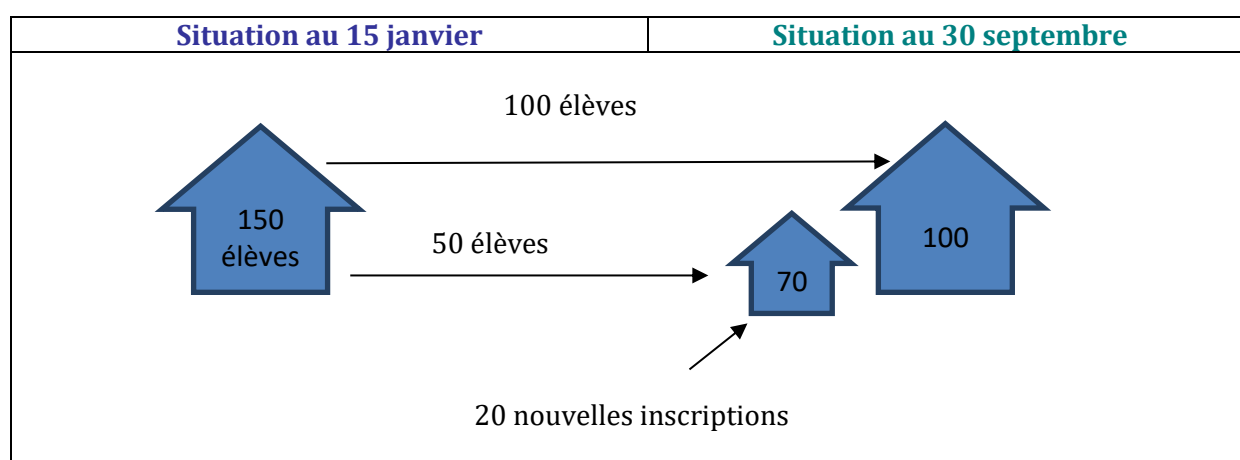 Situation au 15 janvier
Situation au 30 septembre
100 élèves
150
élèves
50 élèves
100
70
20 nouvelles inscriptions